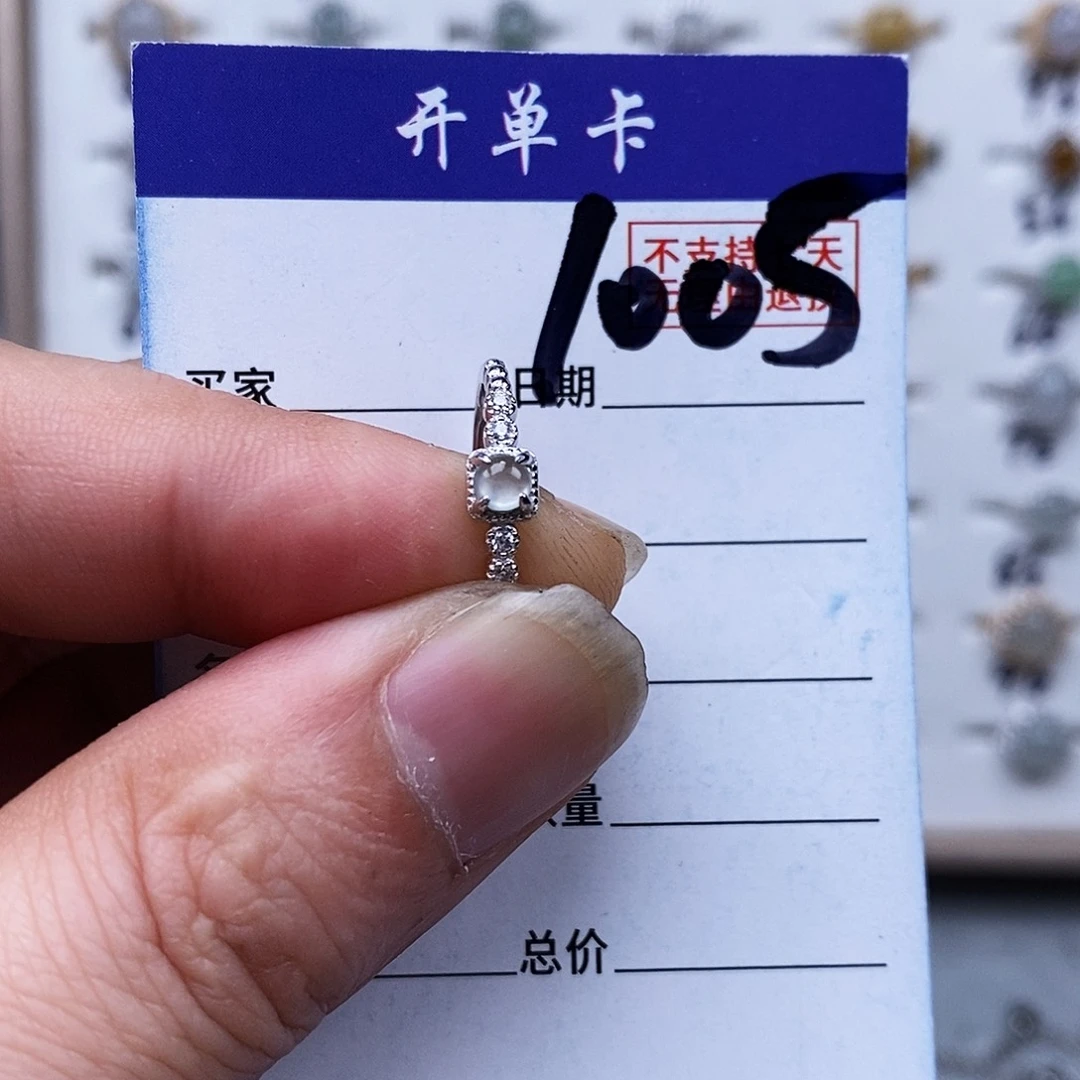 开单卡
1005
不支持 天
买家 日期
量
总价